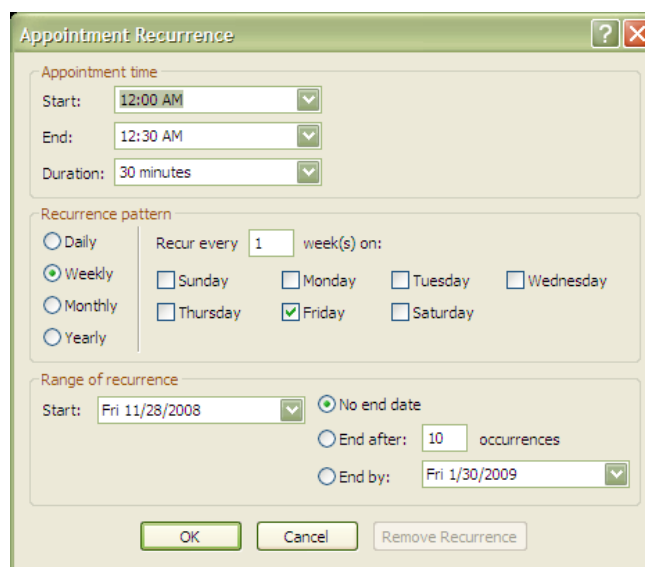 Appointment Recurrence
Appointment time
Start: 12:00 AM
End: 12:30 AM
Duration: 30 minutes
Recurrence pattern
Daily Recur every 1 week(s) on:
Weekly Sunday Monday Tuesday Wednesday
Monthly Thursday Friday Saturday
Yearly
Range of recurrence
Start: Fri 11/28/2008 No end date
End after: 10 occurrences
End by: Fri 1/30/2009
OK Cancel Remove Recurrence